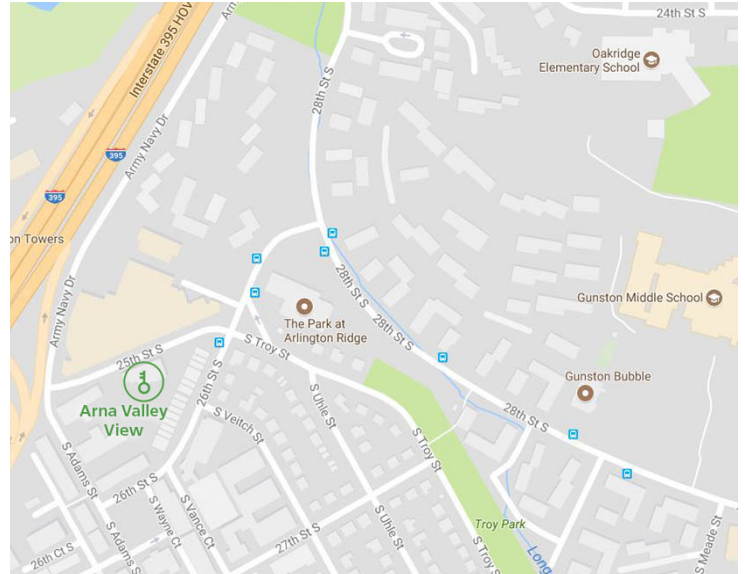 24th St S
Oakridge
Elementary School
Interstate 395 HOV
28th St S
Army Navy Dr
395
395
on Towers
Army Navy Dr
28th St S
28th St S
The Park at
Arlington Ridge
Gunston Middle School
25th St S
S Troy St
26th St S
Arna Valley
View
Gunston Bubble
28th St S
S Uhle St
S Veitch St
S Troy St
S Adams St
26th St S
S Wayne Ct
S Vance Ct
27th St S
S Uhle St
Troy Park
S Troy St
Long
S Meade St
26th Ct S
S Adams St